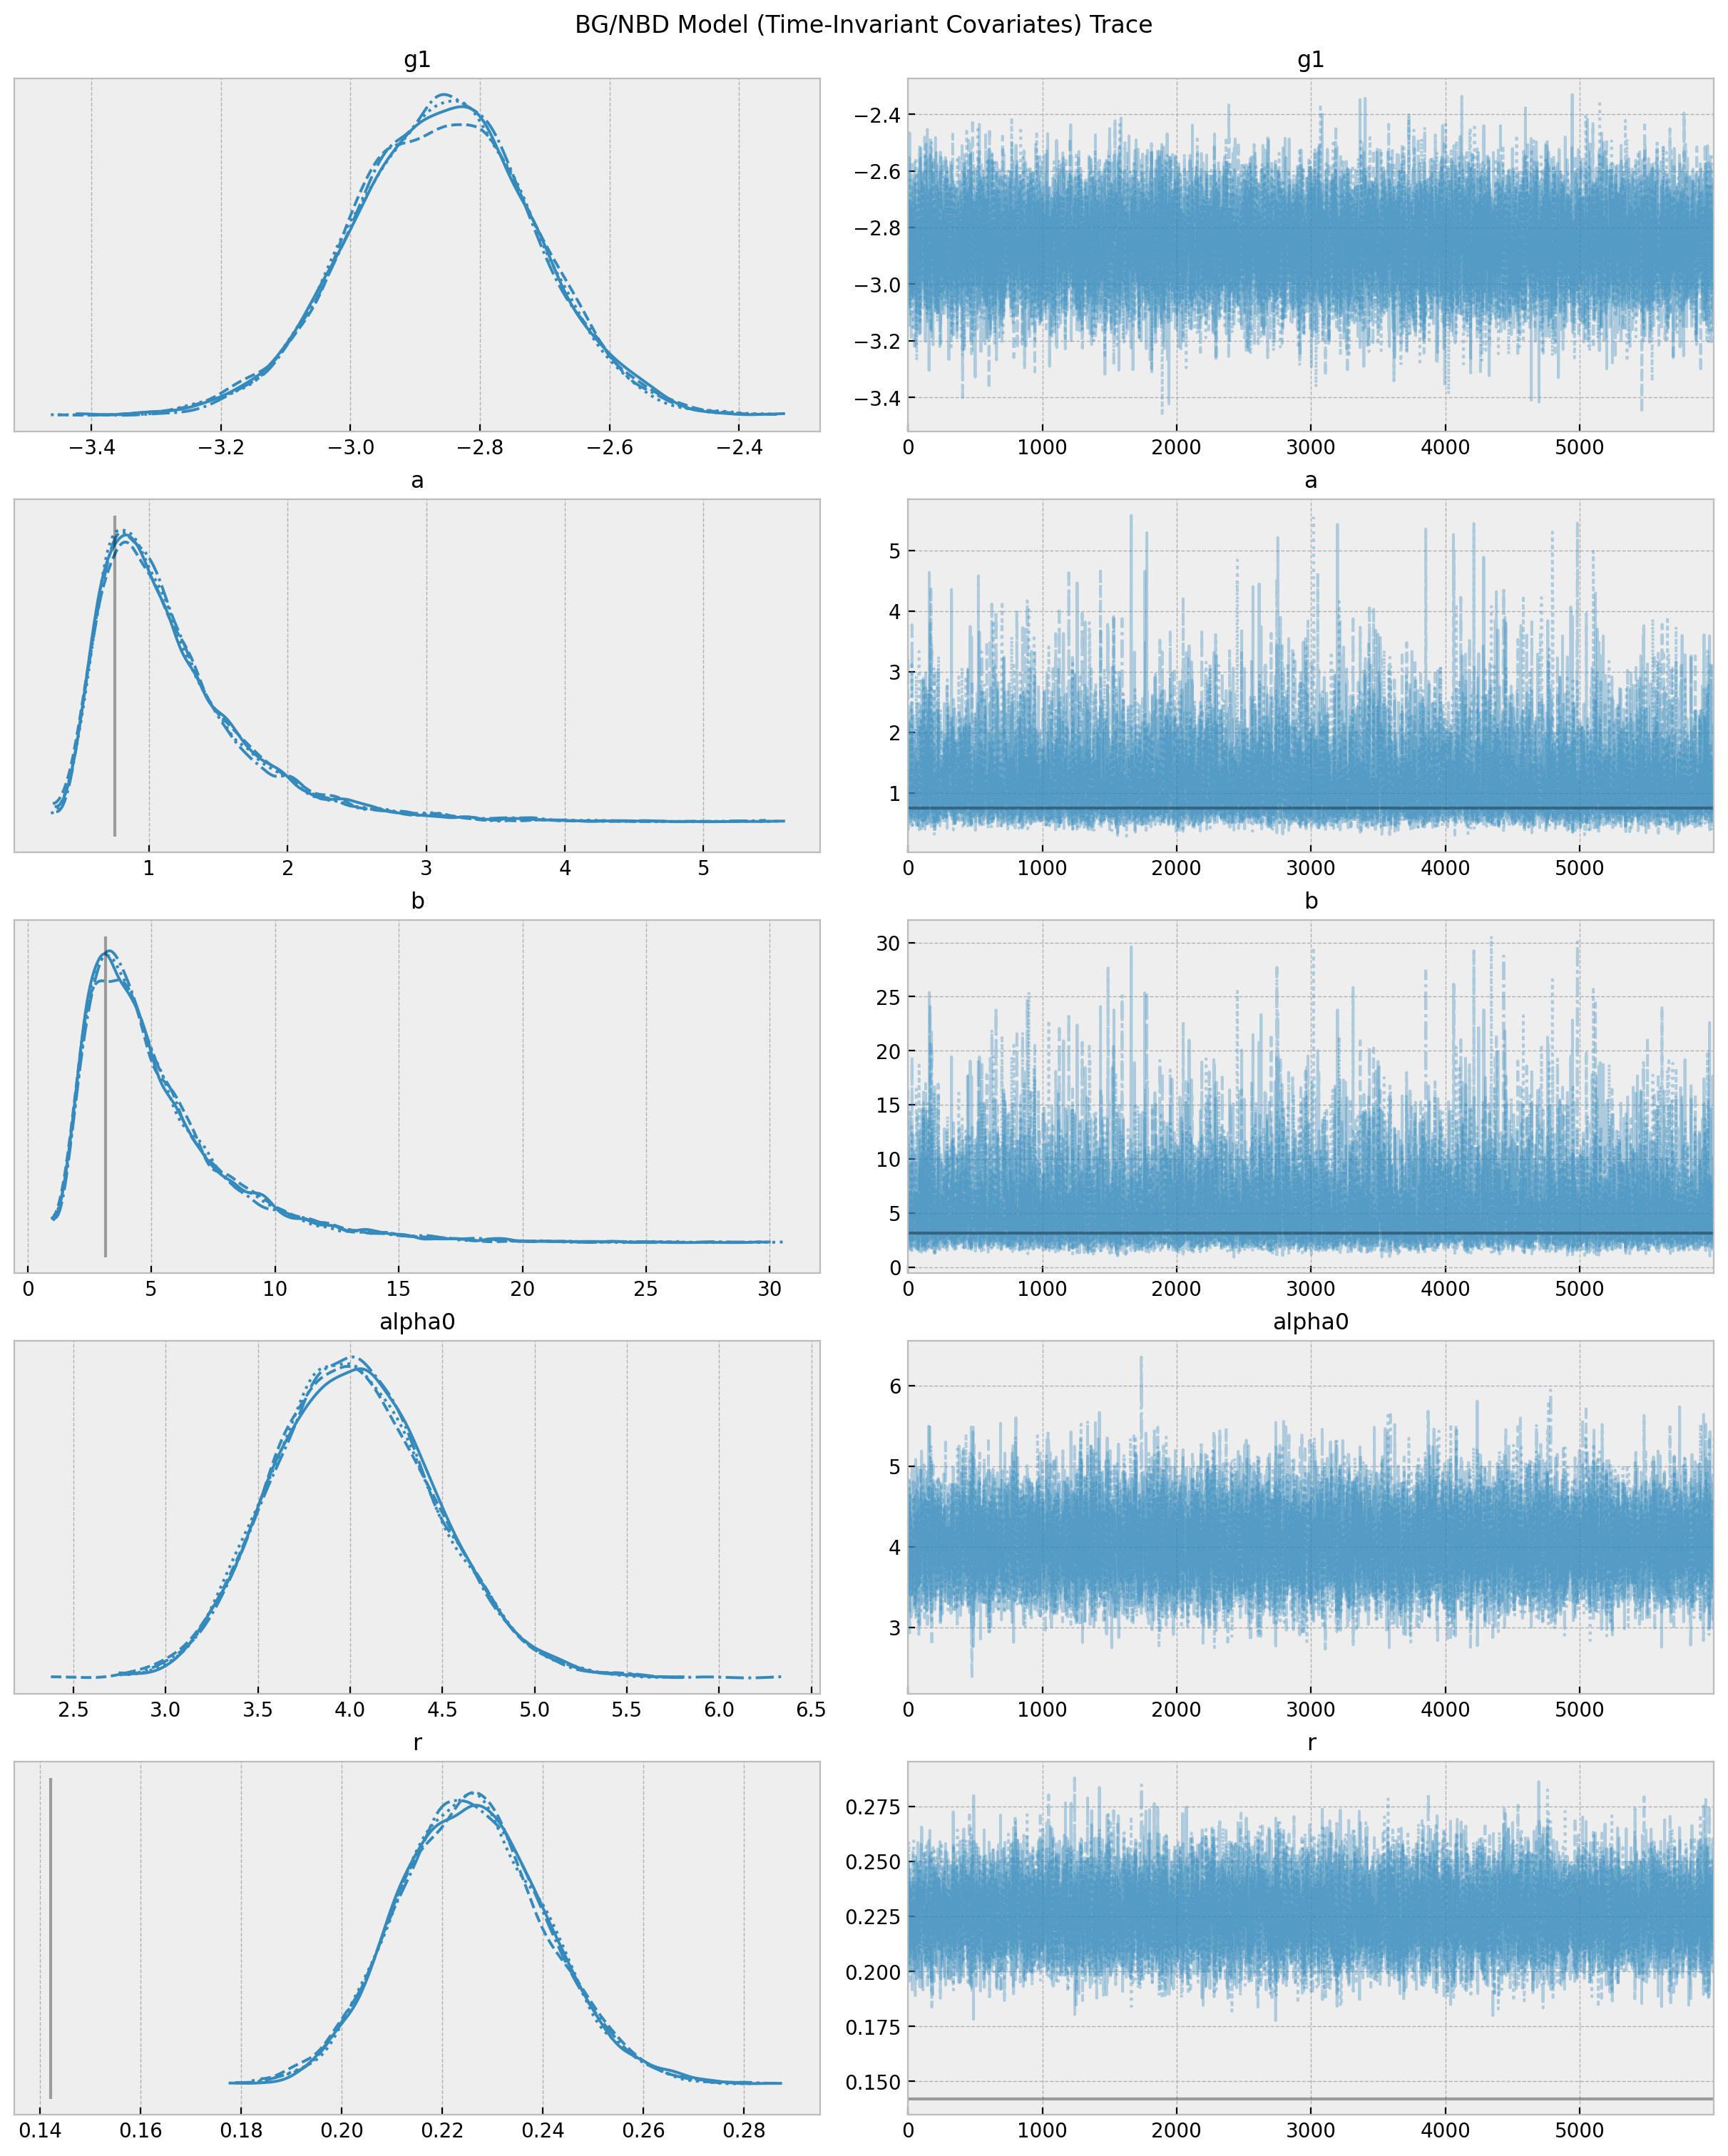 BG/NBD Model (Time-Invariant Covariates) Trace
g1
g1
−2.4
−2.6
−2.8
−3.0
−3.2
−3.4
−3.4 −3.2 −3.0 −2.8 −2.6 −2.4
0 1000 2000 3000 4000 5000
a
a
5
4
3
2
1
1 2 3 4 5
0 1000 2000 3000 4000 5000
b
b
30
25
20
15
10
5
0
0 5 10 15 20 25 30
0 1000 2000 3000 4000 5000
alpha0
alpha0
6
5
4
3
2.5 3.0 3.5 4.0 4.5 5.0 5.5 6.0 6.5
0 1000 2000 3000 4000 5000
r
r
0.275
0.250
0.225
0.200
0.175
0.150
0.14 0.16 0.18 0.20 0.22 0.24 0.26 0.28
0 1000 2000 3000 4000 5000